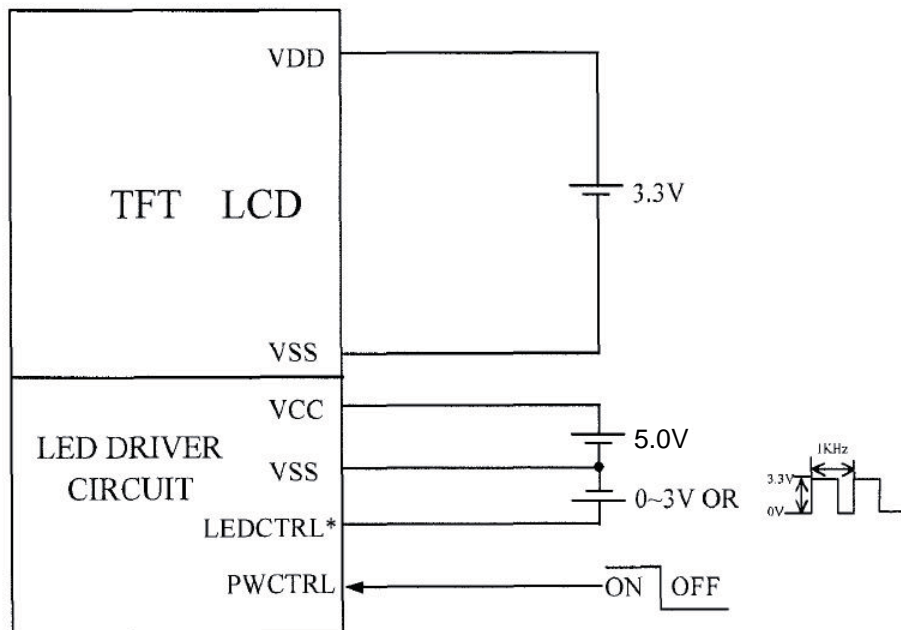 VDD
TFT LCD
3.3V
VSS
VCC
LED DRIVER
CIRCUIT
5.0V
VSS
1KHz
3.3V
0V
0~3V OR
LEDCTRL*
PWCTRL
ON OFF